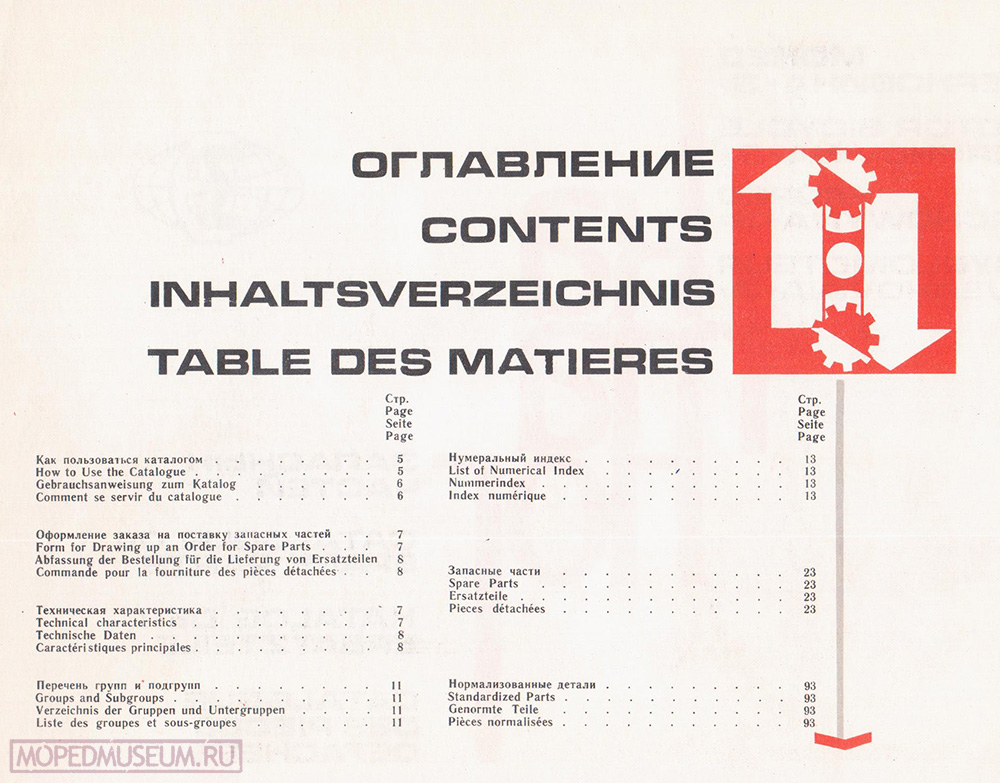 ОГЛАВЛЕНИЕ
CONTENTS
INHALTSVERZEICHNIS
TABLE DES MATIERES
Стр.
Page
Seite
Page
Как пользоваться каталогом 5
How to Use the Catalogue . . . . . . . . 5
Gebrauchsanweisung zum Katalog . . . . . 6
Comment se servir du catalogue . . . . . 6
Оформление заказа на поставку запасных частей . . 7
Form for Drawing up an Order for Spare Parts . . . 7
Abfassung der Bestellung für die Lieferung von Ersatzteilen 8
Commande pour la fourniture des pièces détachées . . 8
Техническая характеристика . . . . . . . 7
Technical characteristics . . . . . . . . 7
Technische Daten . . . . . . . . . . 8
Caractéristiques principales . . . . . . . . 8
Перечень групп и подгрупп . . . . . . . 11
Groups and Subgroups . . . . . . . . . 11
Verzeichnis der Gruppen und Untergruppen . . . 11
Liste des groupes et sous-groupes . . . . . 11
Стр.
Page
Seite
Page
Нумеральный индекс . . . . . . . . . 13
List of Numerical Index . . . . . . . . 13
Nummerindex . . . . . . . . . . 13
Index numérique . . . . . . . . . . 13
Запасные части . . . . . . . . . . 23
Spare Parts . . . . . . . . . . . 23
Ersatzteile . . . . . . . . . . . . 23
Pieces détachées . . . . . . . . . . 23
Нормализованные детали . . . . . . . . 93
Standardized Parts . . . . . . . . . . 93
Genormte Teile . . . . . . . . . . 93
Pièces normalisées . . . . . . . . . . 93
MOPEDMUSEUM.RU